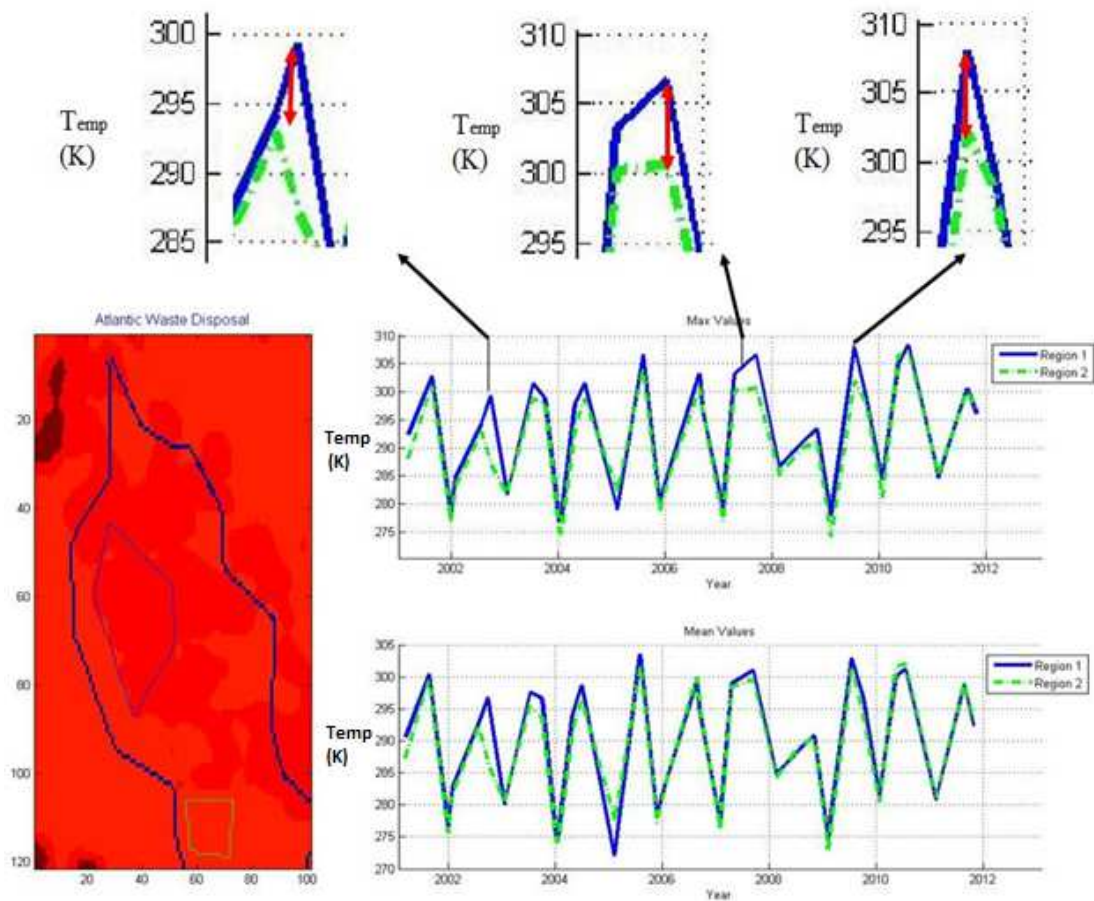 300
295
290
285
Temp
(K)
310
305
300
295
Temp
(K)
310
305
300
295
Temp
(K)
Atlantic Waste Disposal
20
40
60
80
100
120
20
40
60
80
100
Max Values
310
305
300
295
290
285
280
275
Temp
(K)
2002
2004
2006
2008
2010
2012
Year
Region 1
Region 2
Mean Values
305
300
295
290
285
280
275
270
Temp
(K)
2002
2004
2006
2008
2010
2012
Year
Region 1
Region 2